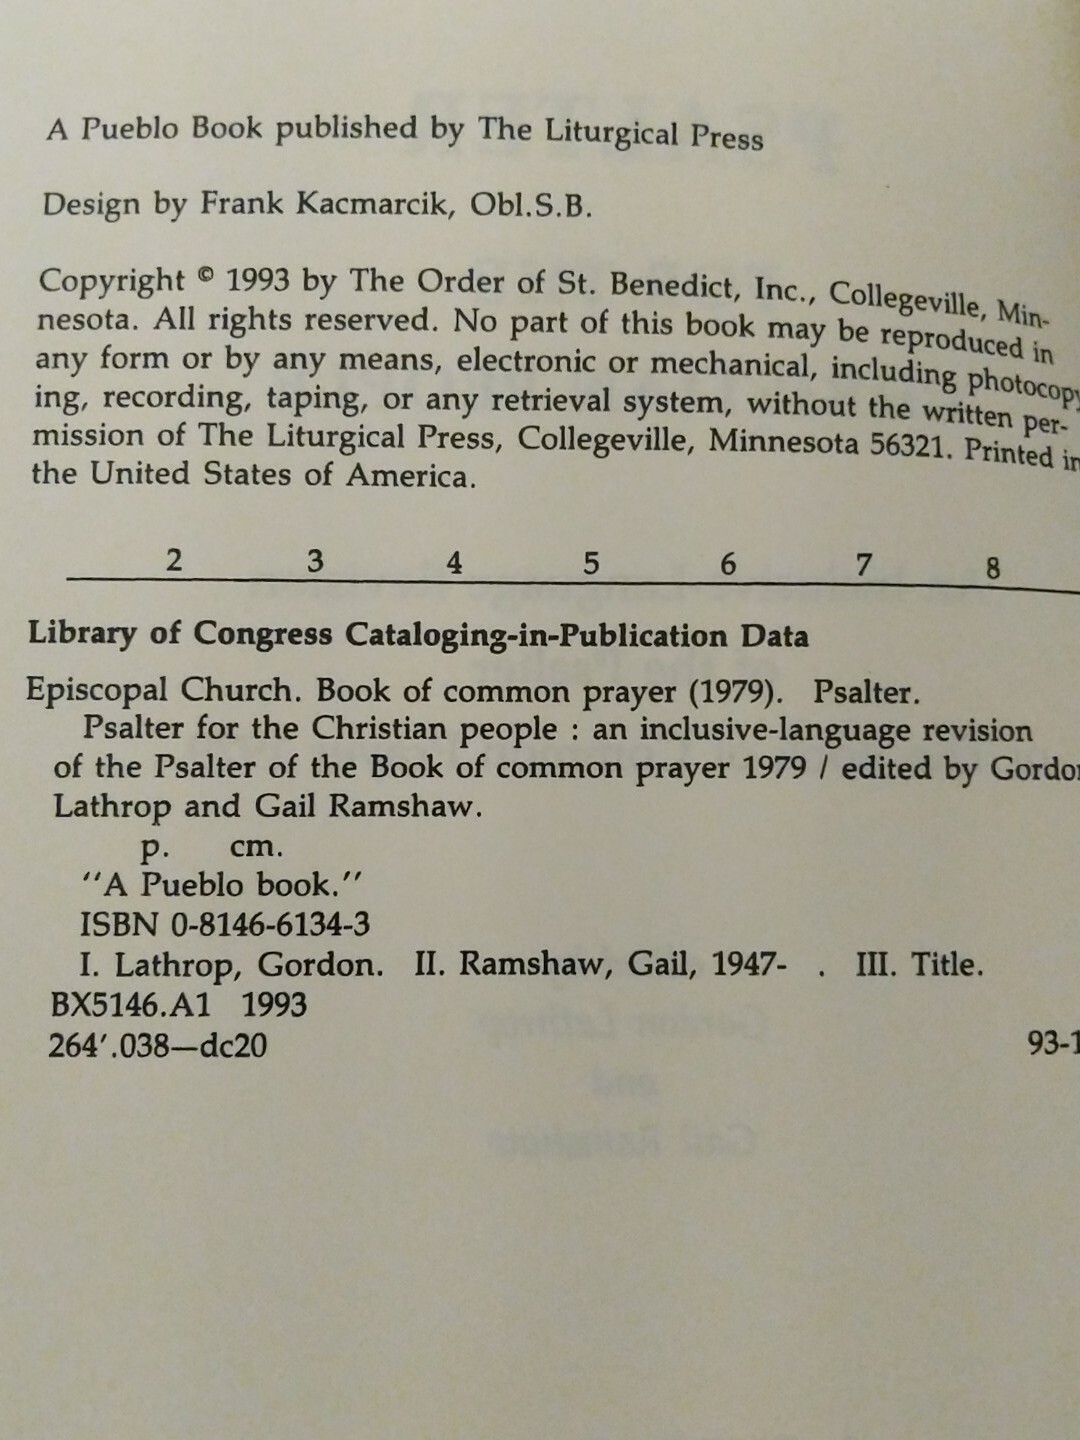 A Pueblo Book published by The Liturgical Press
Design by Frank Kacmarcik, Obl.S.B.
Copyright © 1993 by The Order of St. Benedict, Inc., Collegeville, Min-
nesota. All rights reserved. No part of this book may be reproduced in
any form or by any means, electronic or mechanical, including photocopy
ing, recording, taping, or any retrieval system, without the written per-
mission of The Liturgical Press, Collegeville, Minnesota 56321. Printed in
the United States of America.
2 3 4 5 6 7 8
Library of Congress Cataloging-in-Publication Data
Episcopal Church. Book of common prayer (1979). Psalter.
Psalter for the Christian people : an inclusive-language revision
of the Psalter of the Book of common prayer 1979 / edited by Gordon
Lathrop and Gail Ramshaw.
p. cm.
''A Pueblo book.''
ISBN 0-8146-6134-3
I. Lathrop, Gordon. II. Ramshaw, Gail, 1947- . III. Title.
BX5146.A1 1993
264′.038—dc20 93-1